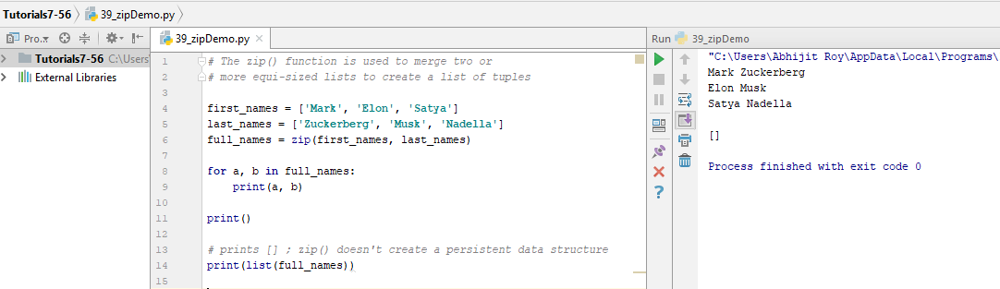 Tutorials7-56 39_zipDemo.py
Pro..
Tutorials7-56 C:\Users\
External Libraries
39_zipDemo.py
1 # The zip() function is used to merge two or
2 # more equi-sized lists to create a list of tuples
3
4 first_names = ['Mark', 'Elon', 'Satya']
5 last_names = ['Zuckerberg', 'Musk', 'Nadella']
6 full_names = zip(first_names, last_names)
7
8 for a, b in full_names:
9 print(a, b)
10
11 print()
12
13 # prints [] ; zip() doesn't create a persistent data structure
14 print(list(full_names))
15
Run 39_zipDemo
"C:\Users\Abhijit Roy\AppData\Local\Programs\
Mark Zuckerberg
Elon Musk
Satya Nadella
[]
Process finished with exit code 0